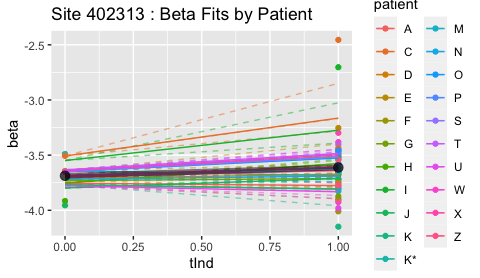 Site 402313 : Beta Fits by Patient
beta
-2.5
-3.0
-3.5
-4.0
0.00 0.25 0.50 0.75 1.00
tInd
patient
A M
C N
D O
E P
F S
G T
H U
I W
J X
K Z
K*